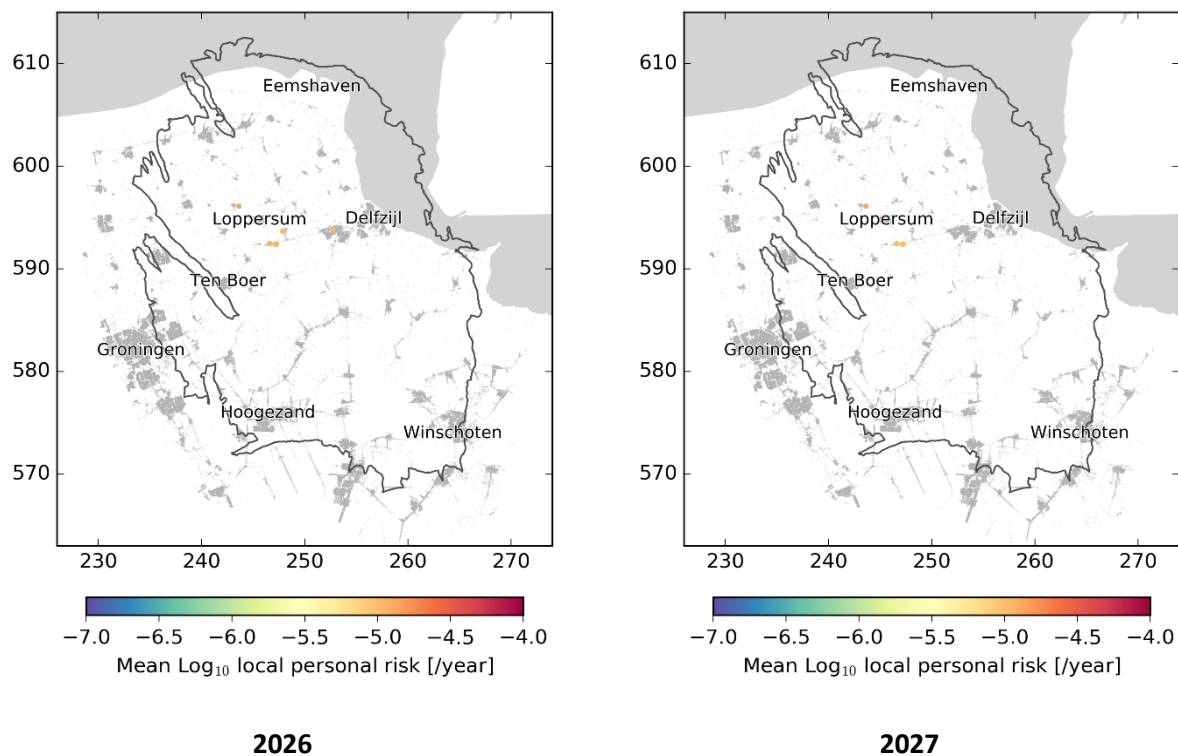 610
600
590
580
570
Eemshaven
Loppersum
Delfzijl
Ten Boer
Groningen
Hoogezand
Winschoten
230 240 250 260 270
−7.0 −6.5 −6.0 −5.5 −5.0 −4.5 −4.0
Mean Log₁₀ local personal risk [/year]
2026
610
600
590
580
570
Eemshaven
Loppersum
Delfzijl
Ten Boer
Groningen
Hoogezand
Winschoten
230 240 250 260 270
−7.0 −6.5 −6.0 −5.5 −5.0 −4.5 −4.0
Mean Log₁₀ local personal risk [/year]
2027